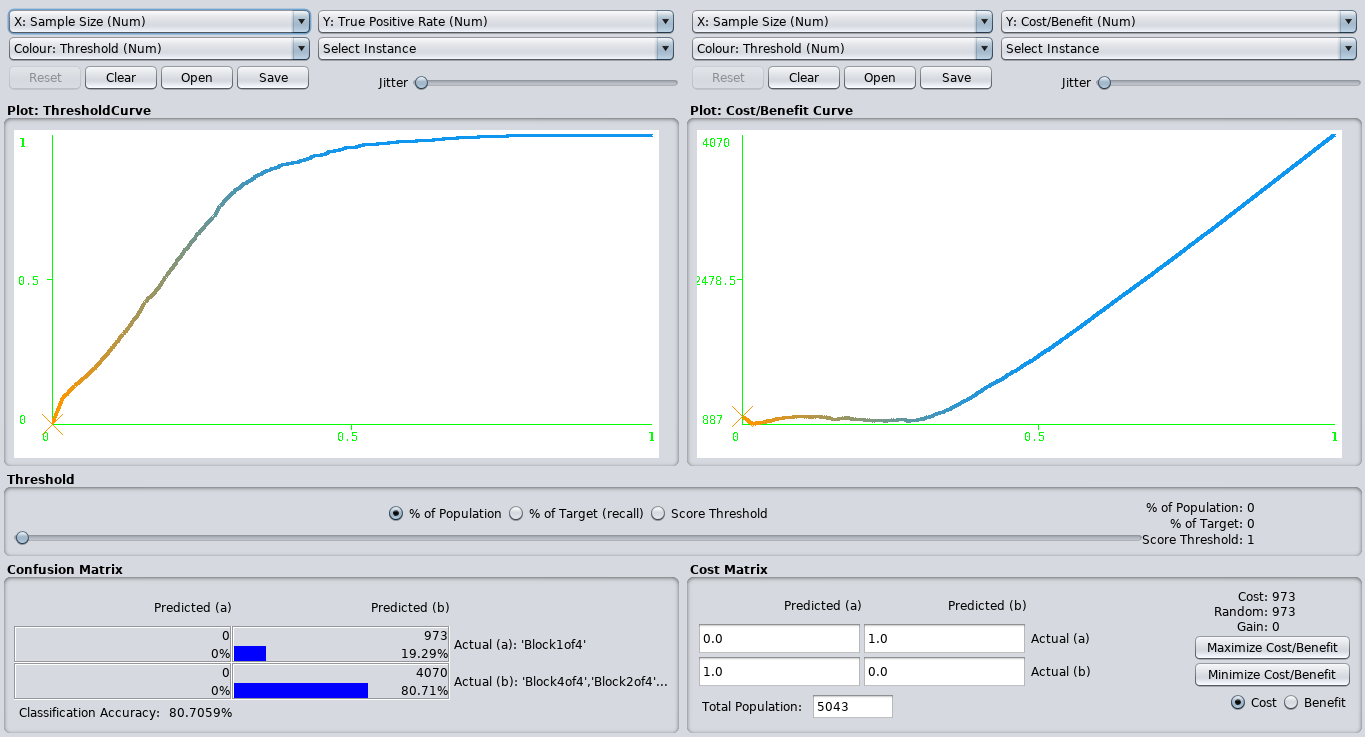 X: Sample Size (Num)
Y: True Positive Rate (Num)
Colour: Threshold (Num)
Select Instance
Reset
Clear
Open
Save
Jitter
Plot: ThresholdCurve
1
0.5
0
0
0.5
1
X: Sample Size (Num)
Y: Cost/Benefit (Num)
Colour: Threshold (Num)
Select Instance
Reset
Clear
Open
Save
Jitter
Plot: Cost/Benefit Curve
4070
2478.5
887
0
0.5
1
Threshold
% of Population
% of Target (recall)
Score Threshold
% of Population: 0
% of Target: 0
Score Threshold: 1
Confusion Matrix
Predicted (a)
Predicted (b)
0
973
0%
19.29%
Actual (a): 'Block1of4'
0
4070
0%
80.71%
Actual (b): 'Block4of4','Block2of4'...
Classification Accuracy: 80.7059%
Cost Matrix
Predicted (a)
Predicted (b)
0.0
1.0
Actual (a)
1.0
0.0
Actual (b)
Total Population: 5043
Cost: 973
Random: 973
Gain: 0
Maximize Cost/Benefit
Minimize Cost/Benefit
Cost
Benefit